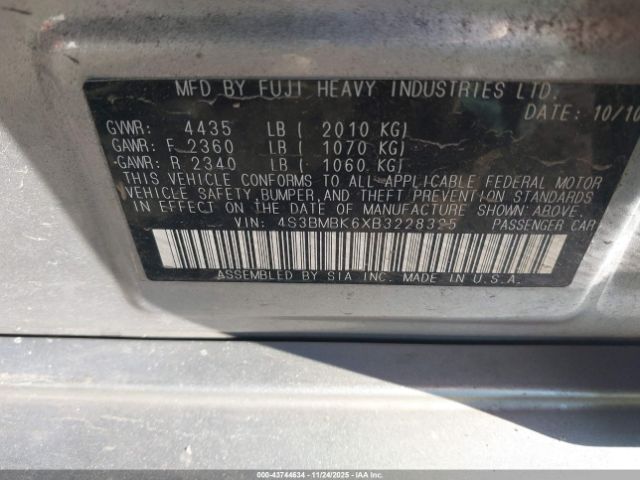 MFD BY FUJI HEAVY INDUSTRIES LTD.
DATE: 10/10
GVWR: 4435 LB ( 2010 KG)
GAWR: F 2360 LB ( 1070 KG)
GAWR: R 2340 LB ( 1060 KG)
THIS VEHICLE CONFORMS TO ALL APPLICABLE FEDERAL MOTOR
VEHICLE SAFETY, BUMPER, AND THEFT PREVENTION STANDARDS
IN EFFECT ON THE DATE OF MANUFACTURE SHOWN ABOVE.
VIN: 4S3BMBK6XB3228325 PASSENGER CAR
ASSEMBLED BY SIA INC. MADE IN U.S.A.
000-43744634 - 11/24/2025 - IAAI.COM